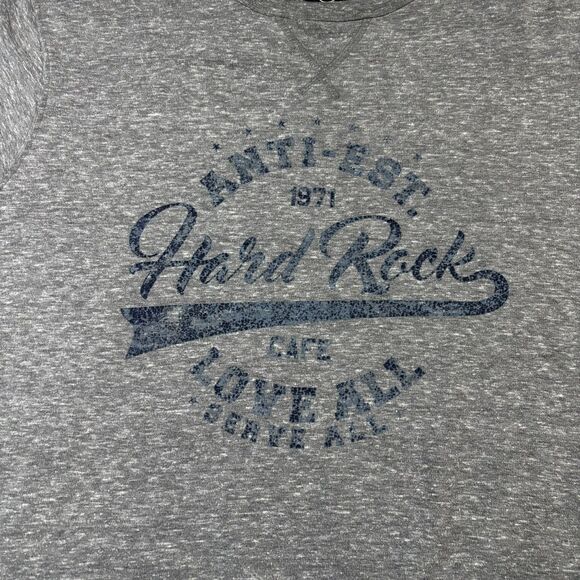 ANTI-EST.
1971
Hard Rock
CAFE
LOVE ALL
SERVE ALL